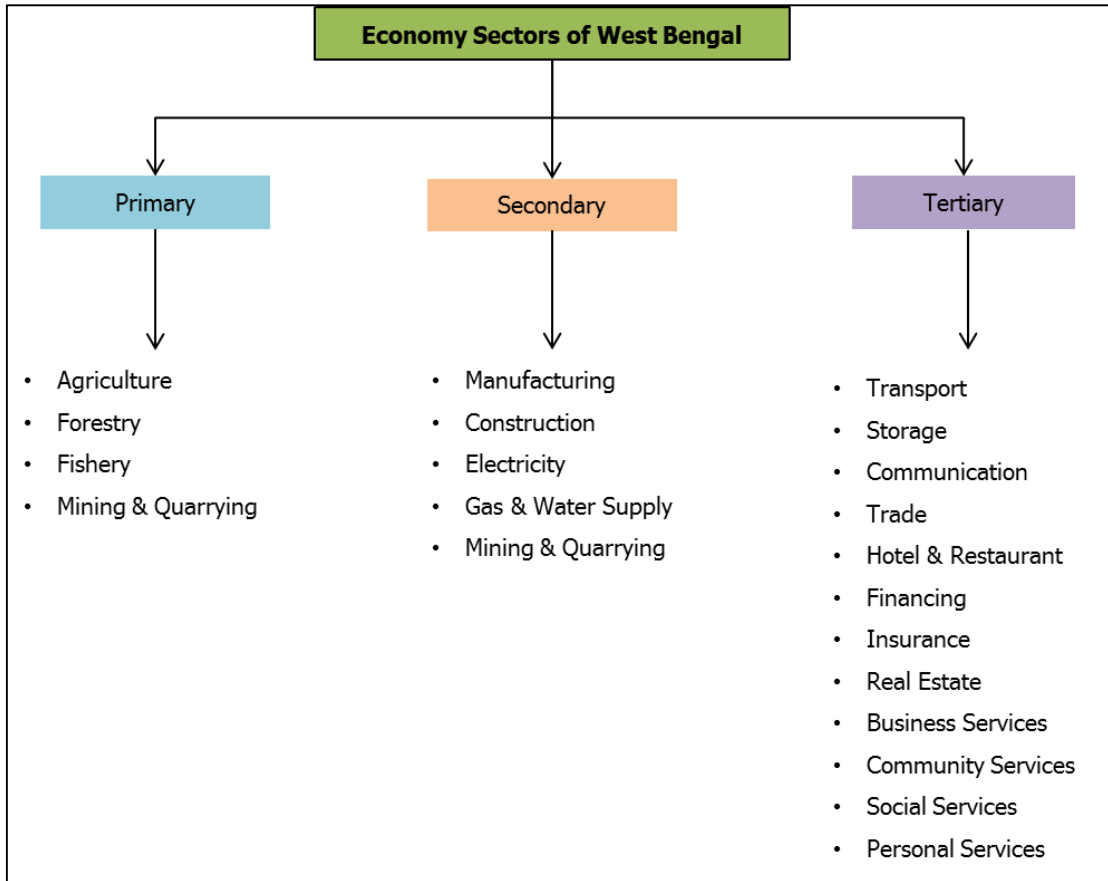 Economy Sectors of West Bengal
Primary
Secondary
Tertiary
• Agriculture
• Forestry
• Fishery
• Mining & Quarrying
• Manufacturing
• Construction
• Electricity
• Gas & Water Supply
• Mining & Quarrying
• Transport
• Storage
• Communication
• Trade
• Hotel & Restaurant
• Financing
• Insurance
• Real Estate
• Business Services
• Community Services
• Social Services
• Personal Services